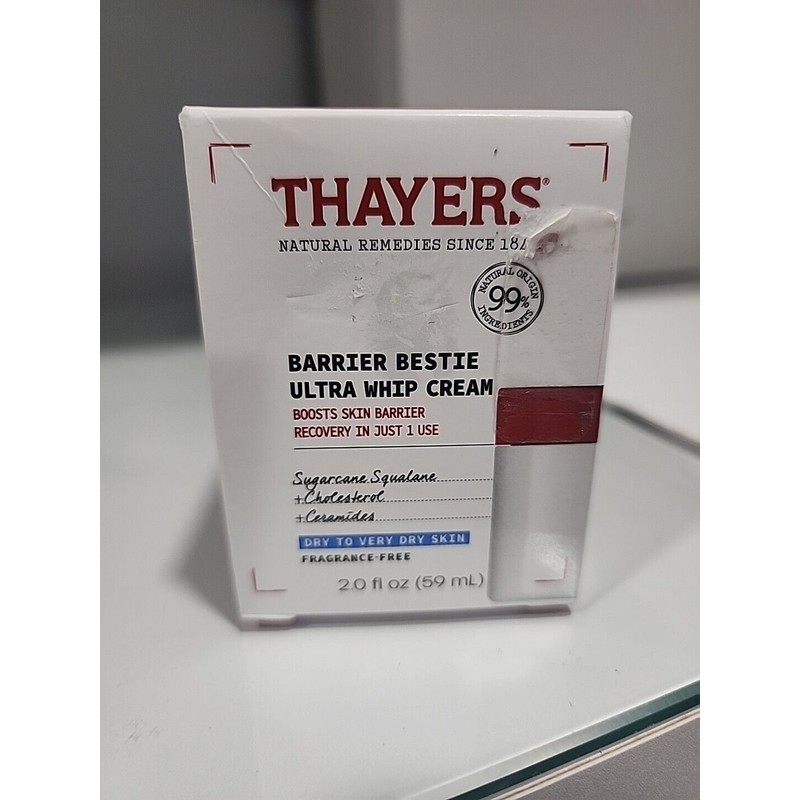 THAYERS®
NATURAL REMEDIES SINCE
NATURAL ORIGIN
99%
INGREDIENTS
BARRIER BESTIE
ULTRA WHIP CREAM
BOOSTS SKIN BARRIER
RECOVERY IN JUST 1 USE
Sugarcane Squalane
+Cholesterol
+Ceramides
DRY TO VERY DRY SKIN
FRAGRANCE-FREE
2.0 fl oz (59 mL)